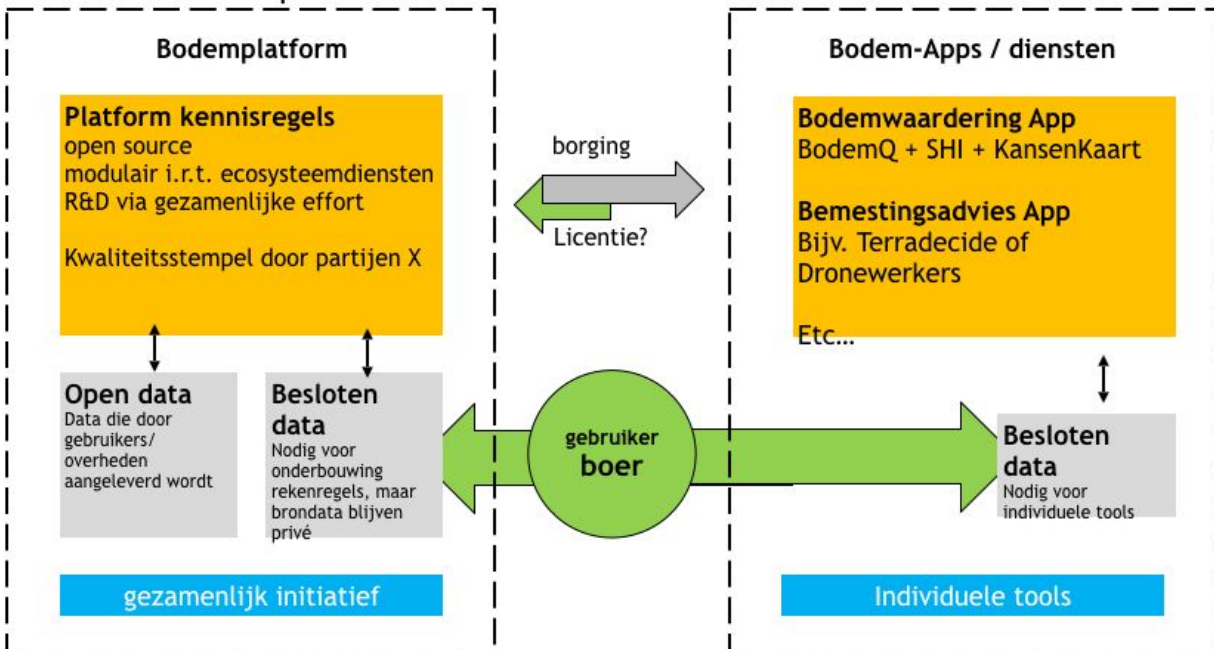 Bodemplatform
Platform kennisregels
open source
modulair i.r.t. ecosysteemdiensten
R&D via gezamenlijke effort
Kwaliteitsstempel door partijen X
Open data
Data die door
gebruikers/
overheden
aangeleverd wordt
Besloten
data
Nodig voor
onderbouwing
rekenregels, maar
brondata blijven
privé
gezamenlijk initiatief
borging
Licentie?
gebruiker
boer
Bodem-Apps / diensten
Bodemwaardering App
BodemQ + SHI + KansenKaart
Bemestingsadvies App
Bijv. Terradecide of
Dronewerkers
Etc...
Besloten
data
Nodig voor
individuele tools
Individuele tools